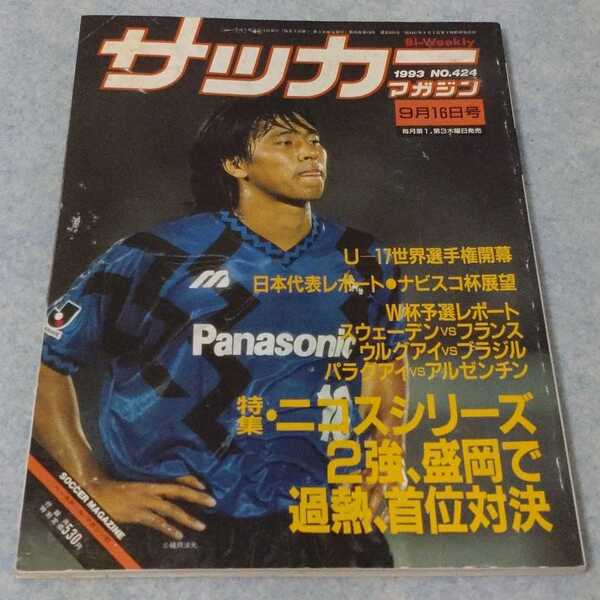 Bi-Weekly
サッカー
マガジン
1993 NO.424
9月16日号
毎月第1、第3木曜日発売
U-17世界選手権開幕
日本代表レポート●ナビスコ杯展望
W杯予選レポート
スウェーデンvsフランス
ウルグアイvsブラジル
パラグアイvsアルゼンチン
Panasonic
10
特集・ニコスシリーズ
2強、盛岡で
過熱、首位対決
SOCCER MAGAZINE
530円